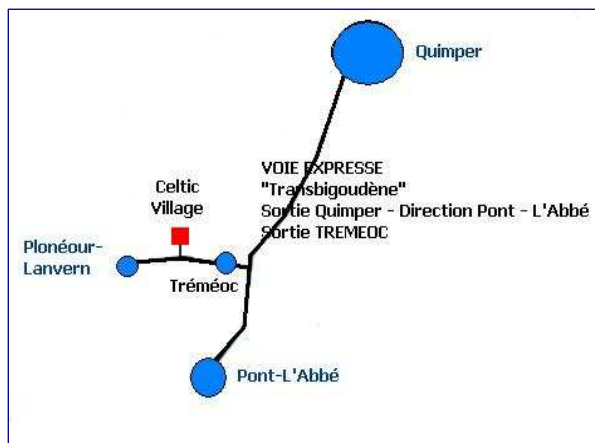 Quimper
VOIE EXPRESSE
"Transbigoudène"
Sortie Quimper - Direction Pont - L'Abbé
Sortie TREMEOC
Celtic
Village
Plonéour-
Lanvern
Tréméoc
Pont-L'Abbé